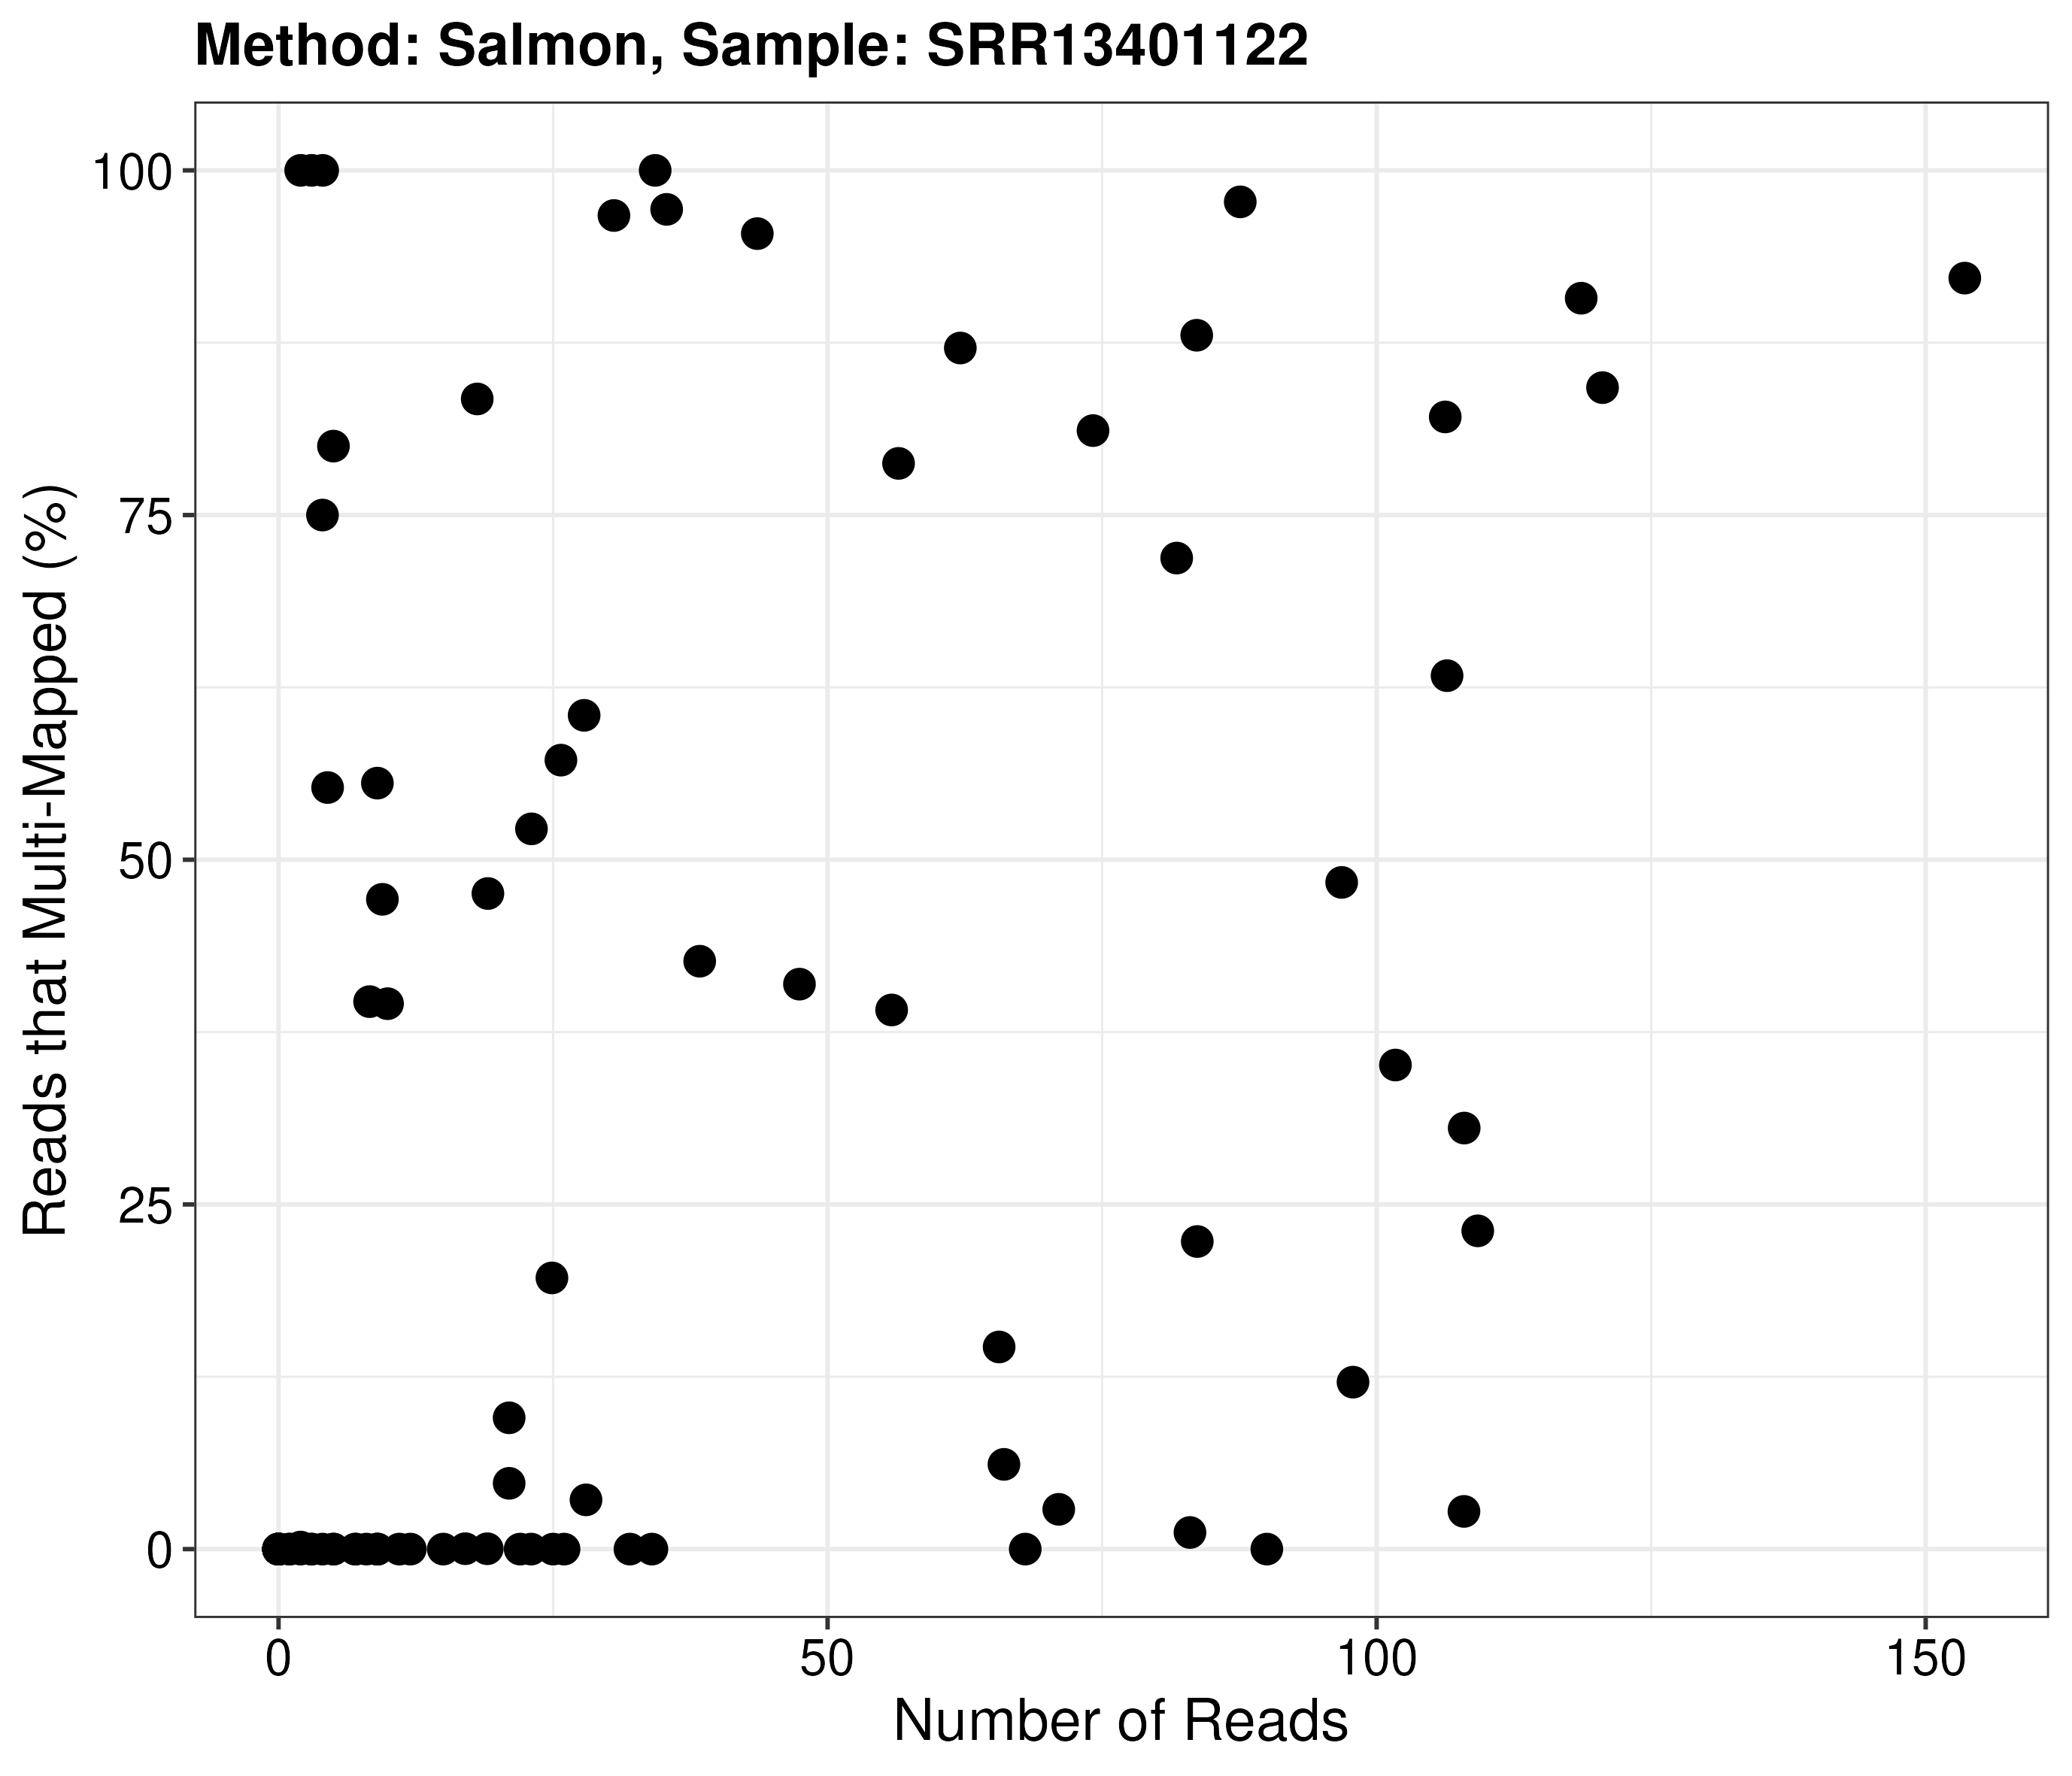 Method: Salmon, Sample: SRR13401122
Reads that Multi-Mapped (%)
100
75
50
25
0
0 50 100 150
Number of Reads